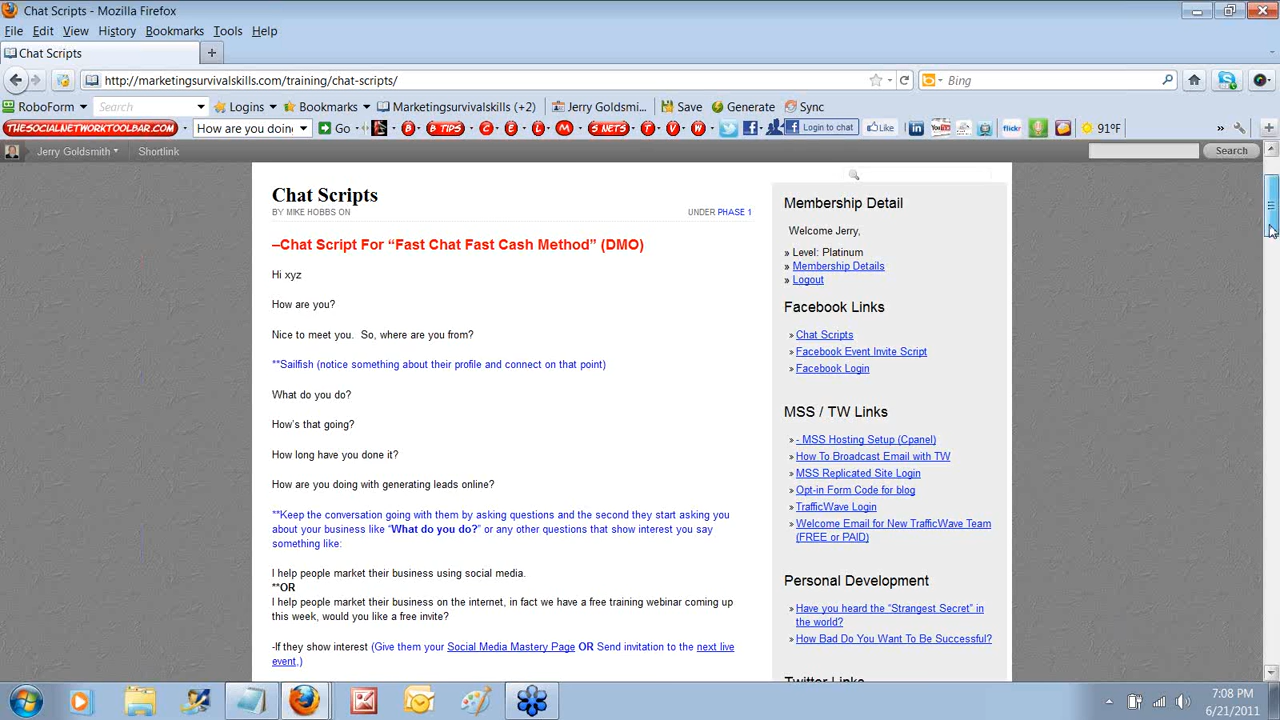 Chat Scripts - Mozilla Firefox
File Edit View History Bookmarks Tools Help
Chat Scripts
http://marketingsurvivalskills.com/training/chat-scripts/
Bing
RoboForm Search Logins Bookmarks Marketingsurvivalskills (+2) Jerry Goldsmi... Save Generate Sync
THESOCIALNETWORKTOOLBAR.COM How are you doin Go B B TIPS C E L M S NETS T V W Login to chat Like in You Tube flickr 91°F »
Jerry Goldsmith Shortlink Search
Chat Scripts
BY MIKE HOBBS ON UNDER PHASE 1
–Chat Script For “Fast Chat Fast Cash Method” (DMO)
Hi xyz
How are you?
Nice to meet you. So, where are you from?
**Sailfish (notice something about their profile and connect on that point)
What do you do?
How’s that going?
How long have you done it?
How are you doing with generating leads online?
**Keep the conversation going with them by asking questions and the second they start asking you
about your business like “What do you do?” or any other questions that show interest you say
something like:
I help people market their business using social media.
**OR
I help people market their business on the internet, in fact we have a free training webinar coming up
this week, would you like a free invite?
-If they show interest (Give them your Social Media Mastery Page OR Send invitation to the next live
event,)
Membership Detail
Welcome Jerry,
» Level: Platinum
» Membership Details
» Logout
Facebook Links
» Chat Scripts
» Facebook Event Invite Script
» Facebook Login
MSS / TW Links
» - MSS Hosting Setup (Cpanel)
» How To Broadcast Email with TW
» MSS Replicated Site Login
» Opt-in Form Code for blog
» TrafficWave Login
» Welcome Email for New TrafficWave Team
(FREE or PAID)
Personal Development
» Have you heard the “Strangest Secret” in
the world?
» How Bad Do You Want To Be Successful?
Twitter Links
7:08 PM
6/21/2011